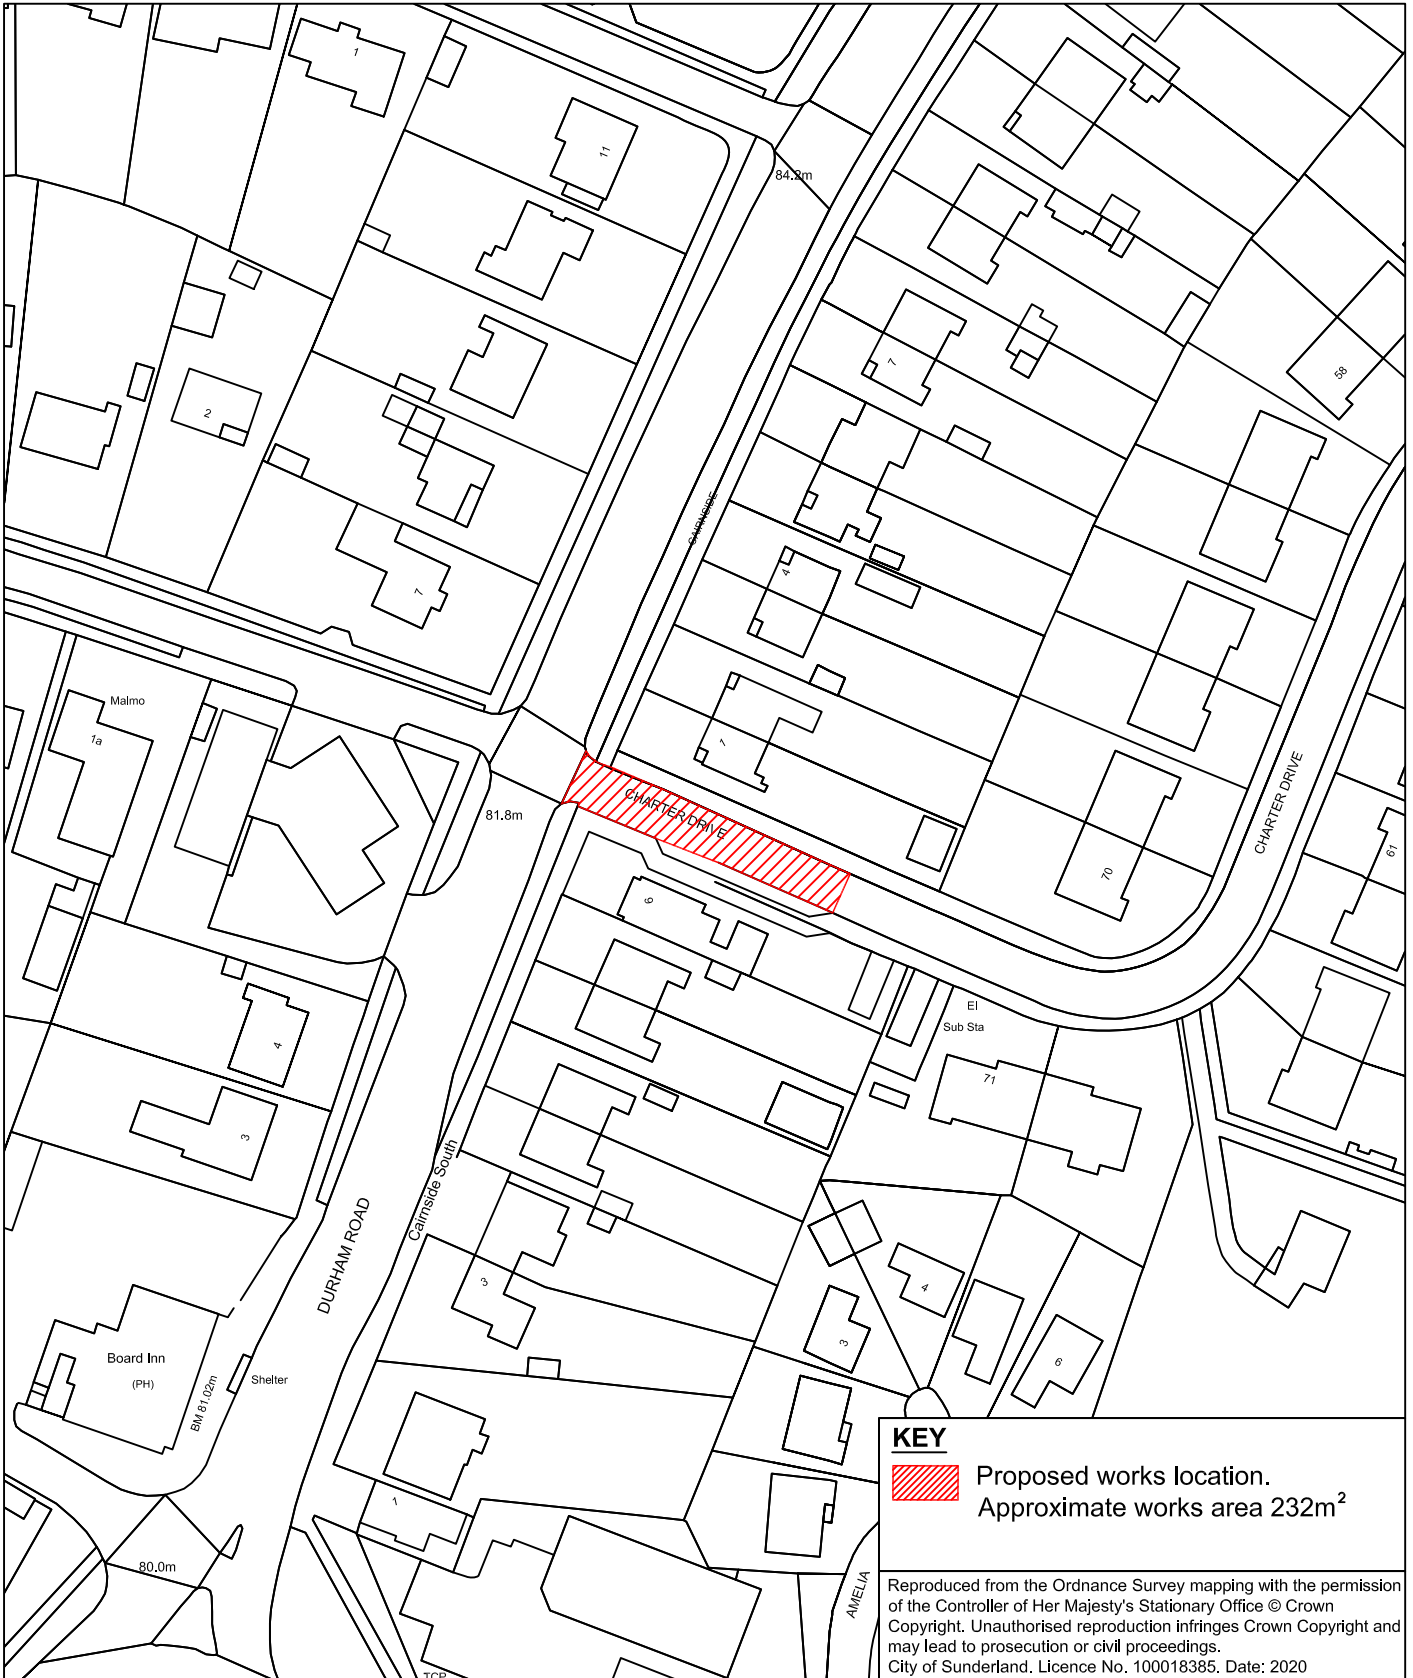 1
11
84.2m
7
58
2
CAIRNSIDE
4
7
Malmo
1a
1
CHARTER DRIVE
81.8m
CHARTER DRIVE
61
70
9
El
Sub Sta
4
71
3
Cairnside South
DURHAM ROAD
3
4
3
6
Board Inn
(PH)
BM 81.02m
Shelter
1
80.0m
AMELIA
TCP
KEY
Proposed works location.
Approximate works area 232m²
Reproduced from the Ordnance Survey mapping with the permission
of the Controller of Her Majesty's Stationary Office © Crown
Copyright. Unauthorised reproduction infringes Crown Copyright and
may lead to prosecution or civil proceedings.
City of Sunderland. Licence No. 100018385. Date: 2020